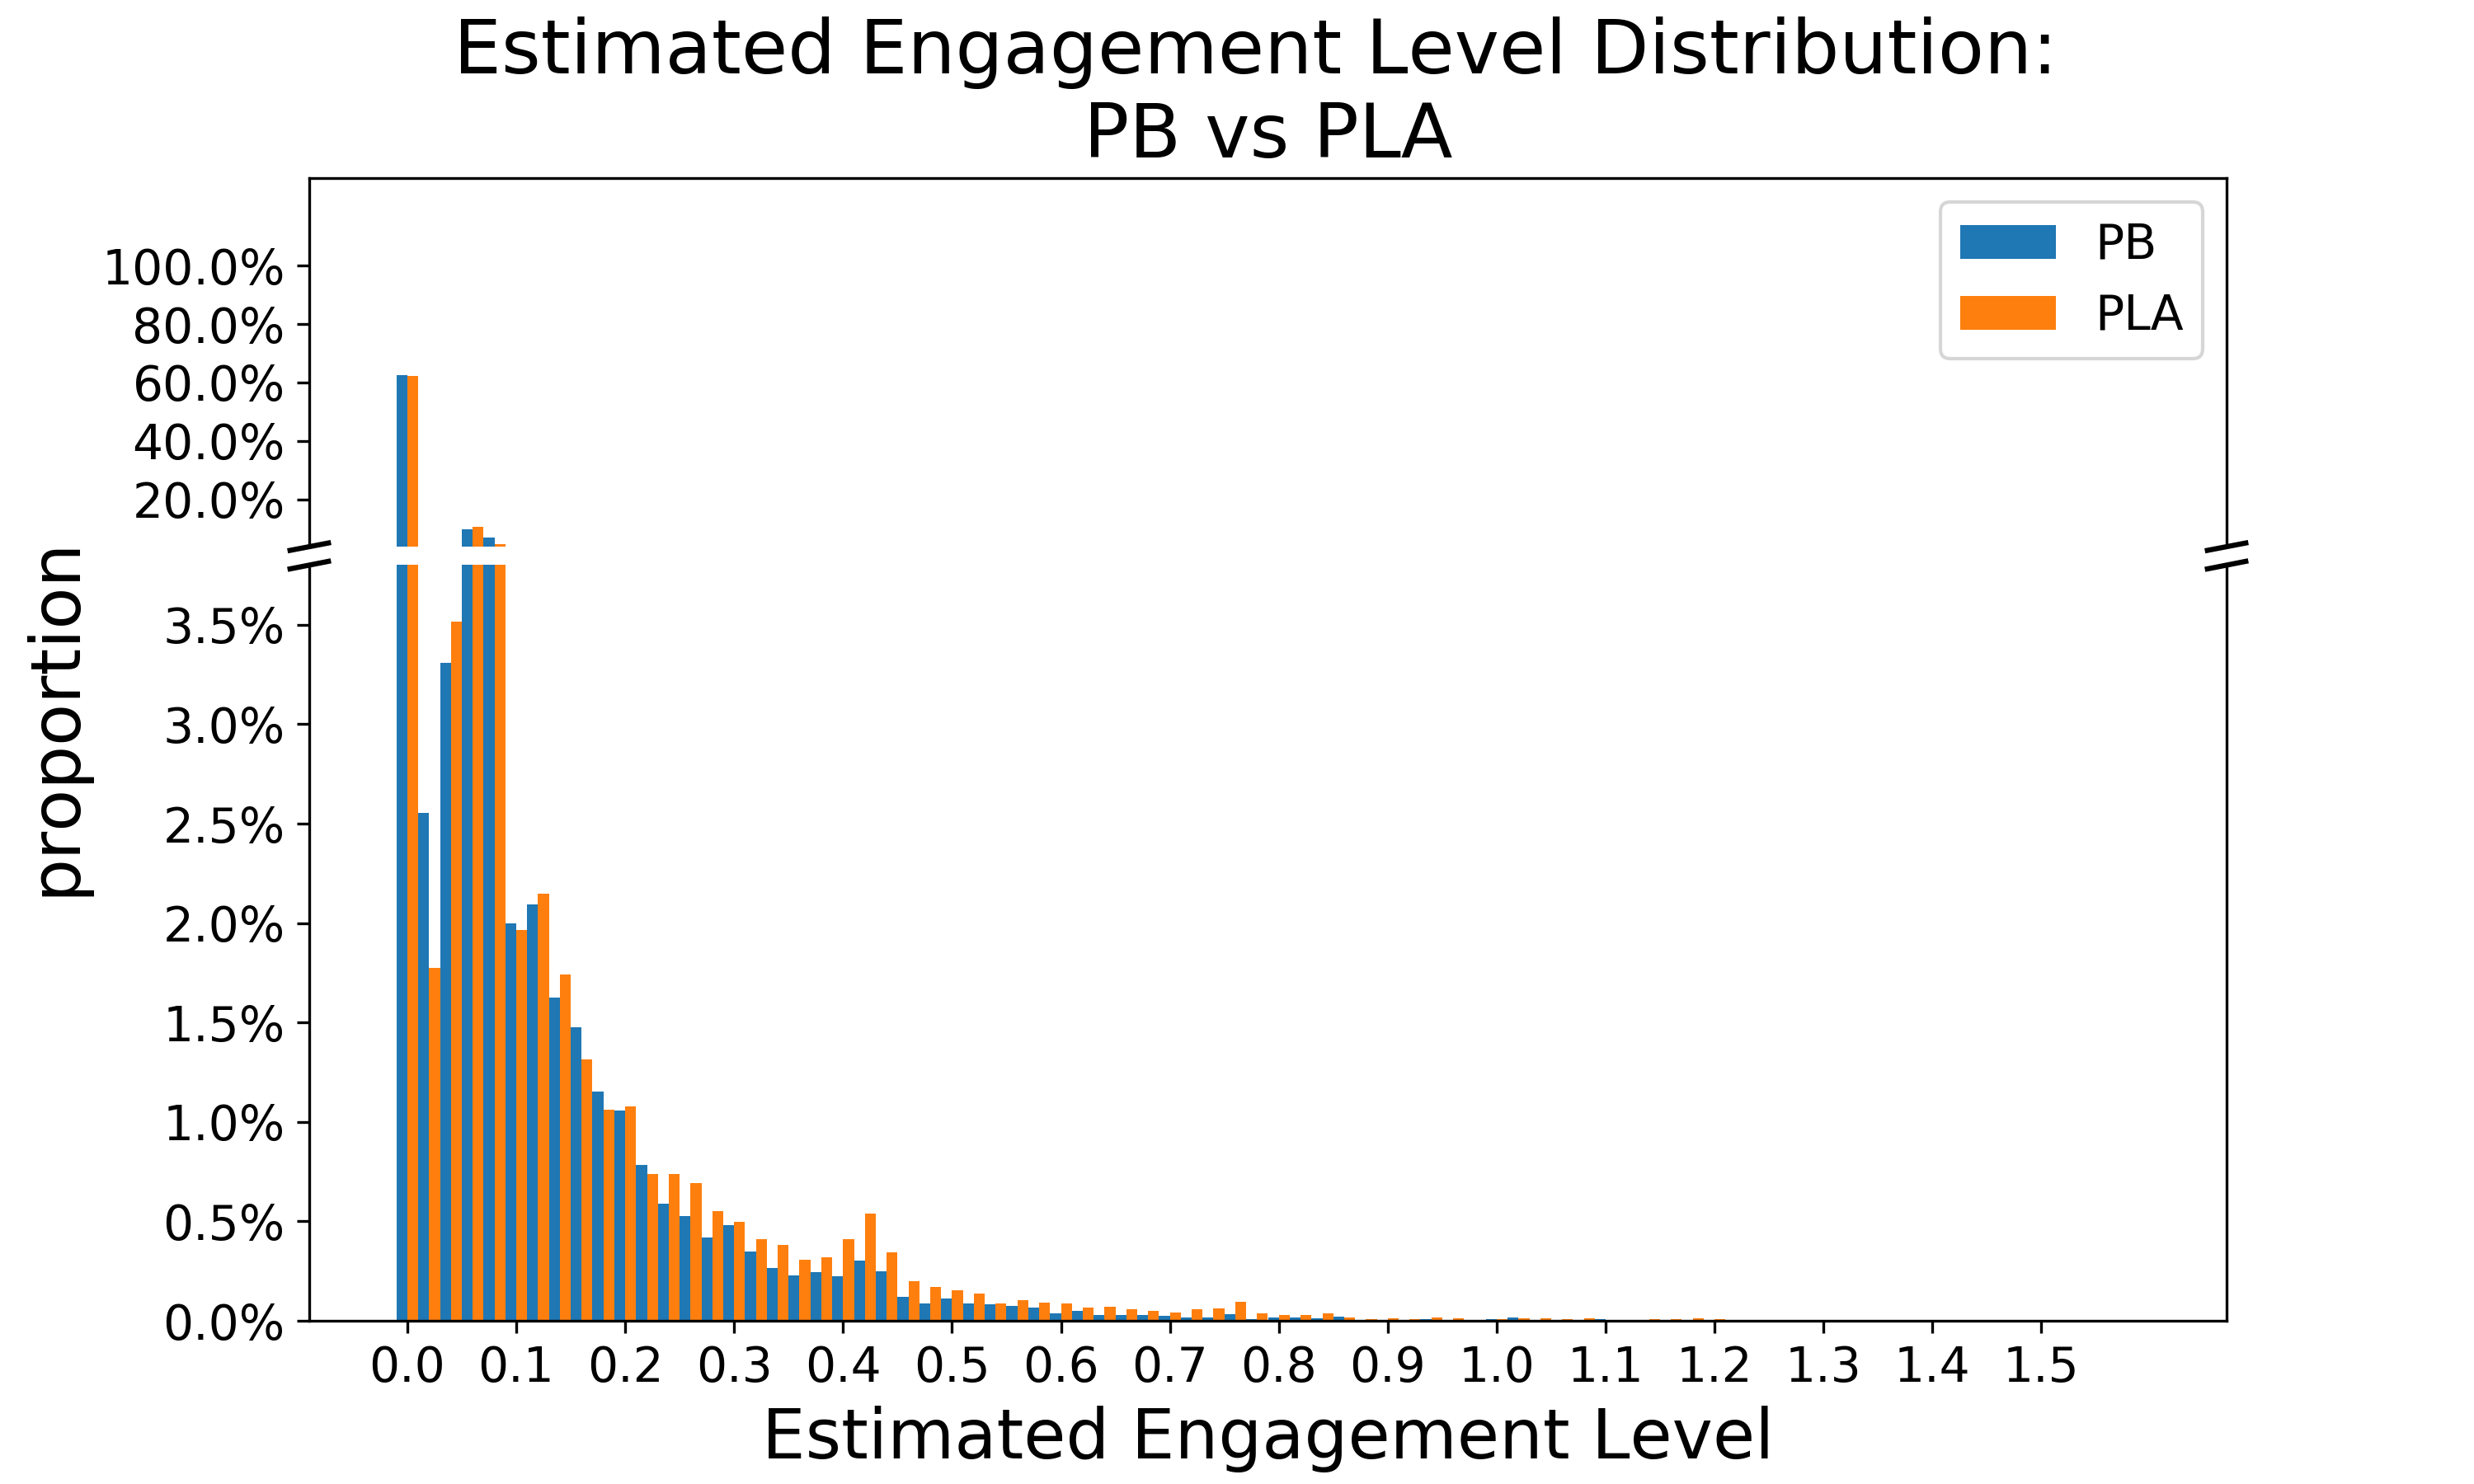 Estimated Engagement Level Distribution:
PB vs PLA
PB
PLA
100.0%
80.0%
60.0%
40.0%
20.0%
3.5%
3.0%
2.5%
2.0%
1.5%
1.0%
0.5%
0.0%
proportion
0.0 0.1 0.2 0.3 0.4 0.5 0.6 0.7 0.8 0.9 1.0 1.1 1.2 1.3 1.4 1.5
Estimated Engagement Level